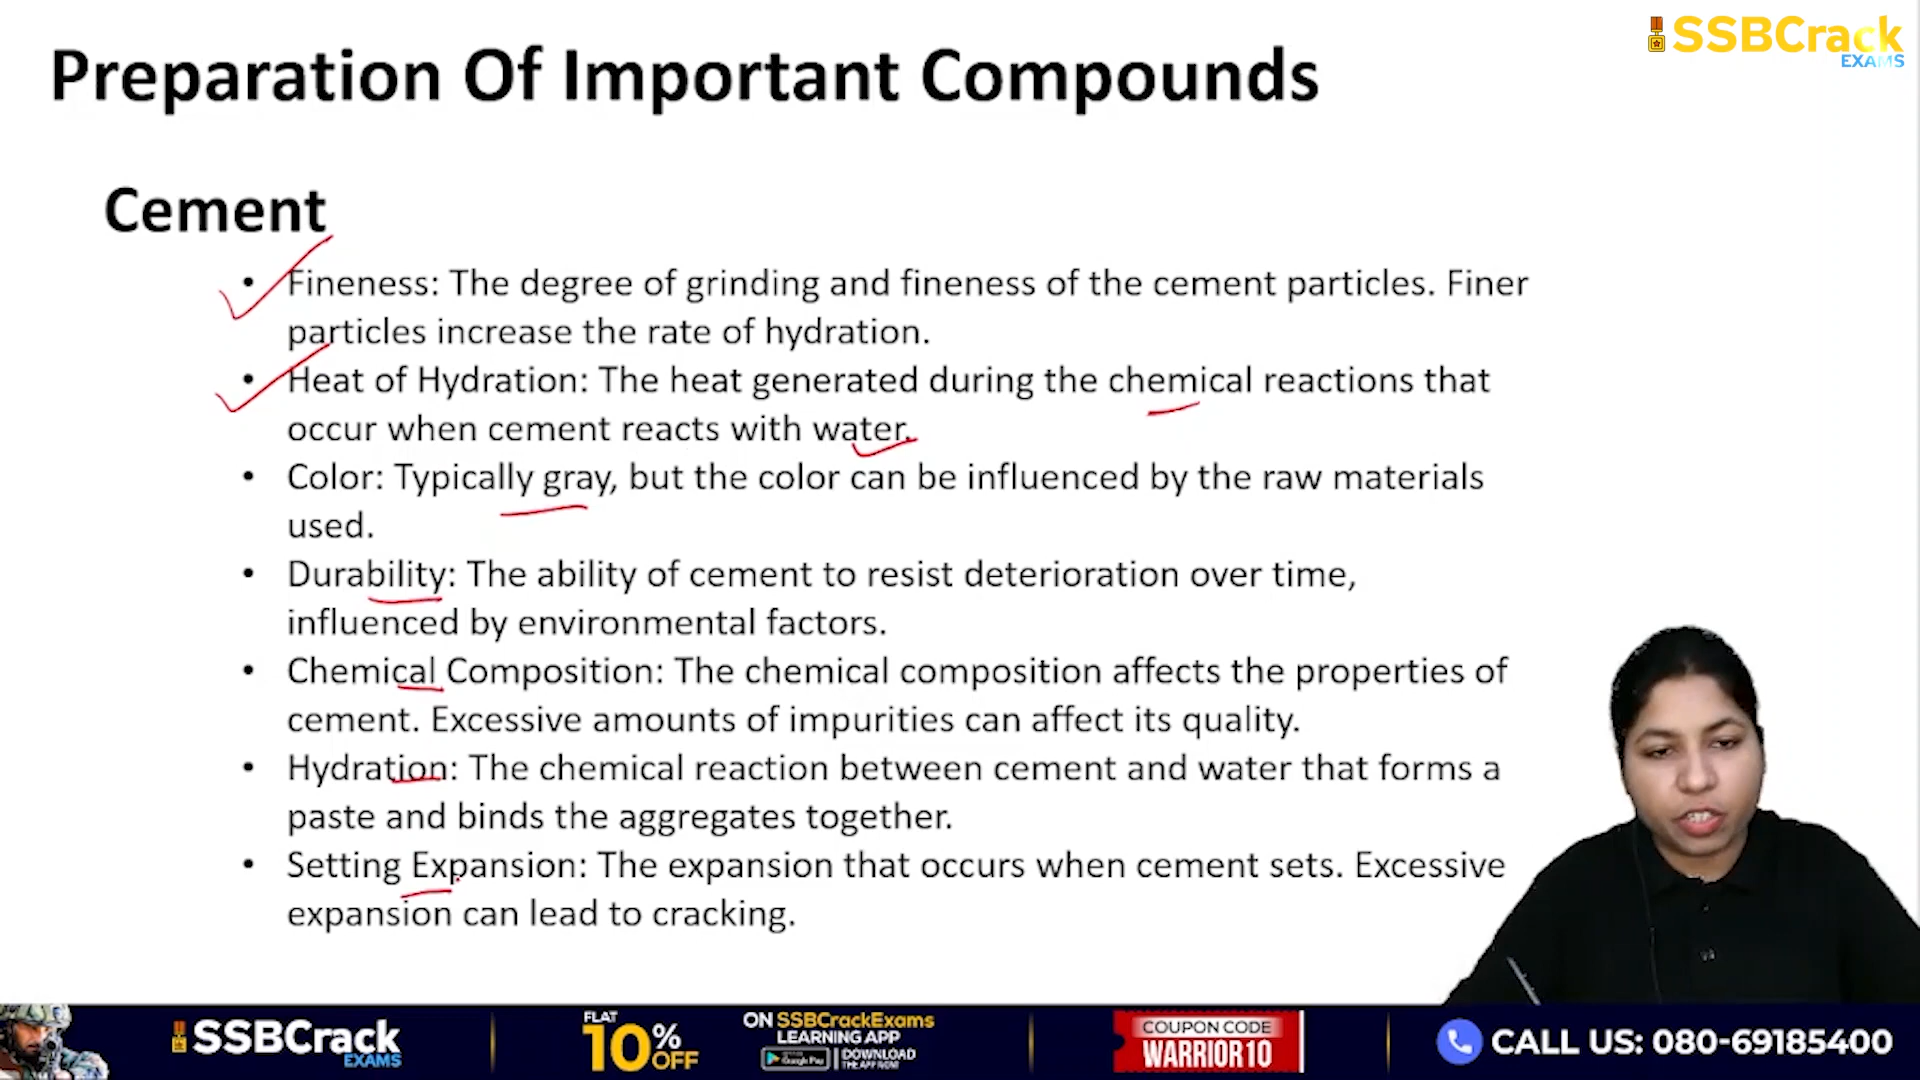 SSBCrack
EXAMS
Preparation Of Important Compounds
Cement
• Fineness: The degree of grinding and fineness of the cement particles. Finer
particles increase the rate of hydration.
• Heat of Hydration: The heat generated during the chemical reactions that
occur when cement reacts with water.
• Color: Typically gray, but the color can be influenced by the raw materials
used.
• Durability: The ability of cement to resist deterioration over time,
influenced by environmental factors.
• Chemical Composition: The chemical composition affects the properties of
cement. Excessive amounts of impurities can affect its quality.
• Hydration: The chemical reaction between cement and water that forms a
paste and binds the aggregates together.
• Setting Expansion: The expansion that occurs when cement sets. Excessive
expansion can lead to cracking.
SSBCrack
EXAMS
FLAT
10% OFF
ON SSBCrackExams
LEARNING APP
Google Play
DOWNLOAD
THE APP NOW
COUPON CODE
WARRIOR10
CALL US: 080-69185400